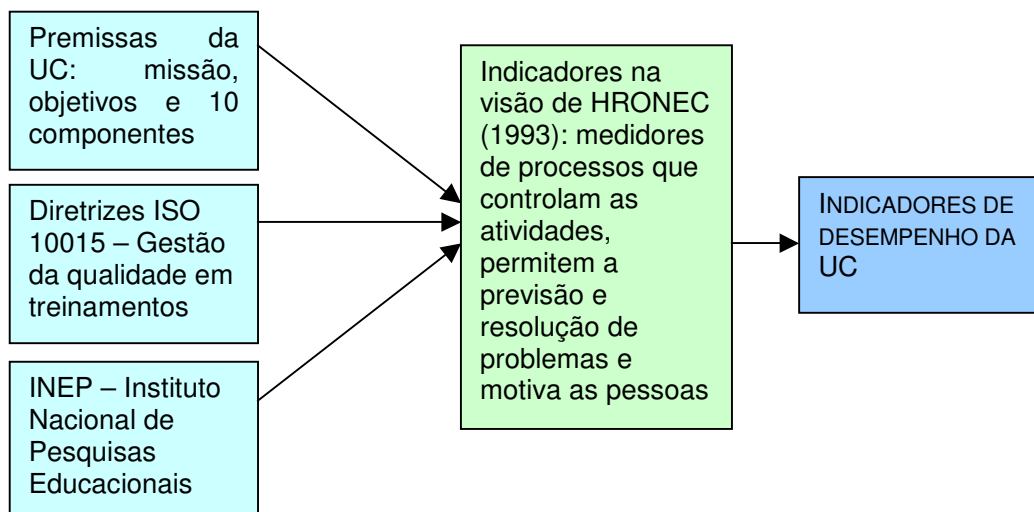 Premissas da
UC: missão,
objetivos e 10
componentes
Diretrizes ISO
10015 – Gestão
da qualidade em
treinamentos
INEP – Instituto
Nacional de
Pesquisas
Educacionais
Indicadores na
visão de HRONEC
(1993): medidores
de processos que
controlam as
atividades,
permitem a
previsão e
resolução de
problemas e
motiva as pessoas
INDICADORES DE
DESEMPENHO DA
UC